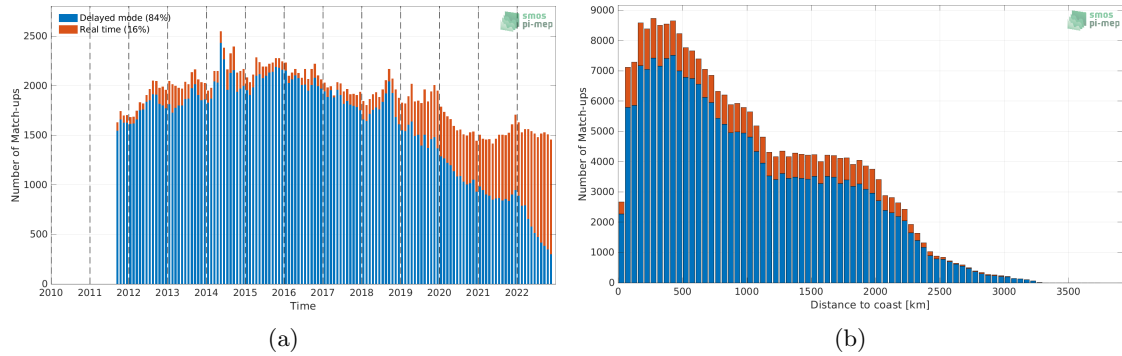 Delayed mode (84%)
Real time (16%)
smos
pi-mep
Number of Match-ups
2500
2000
1500
1000
500
0
2010 2011 2012 2013 2014 2015 2016 2017 2018 2019 2020 2021 2022
Time
(a)
smos
pi-mep
Number of Match-ups
9000
8000
7000
6000
5000
4000
3000
2000
1000
0
0 500 1000 1500 2000 2500 3000 3500
Distance to coast [km]
(b)